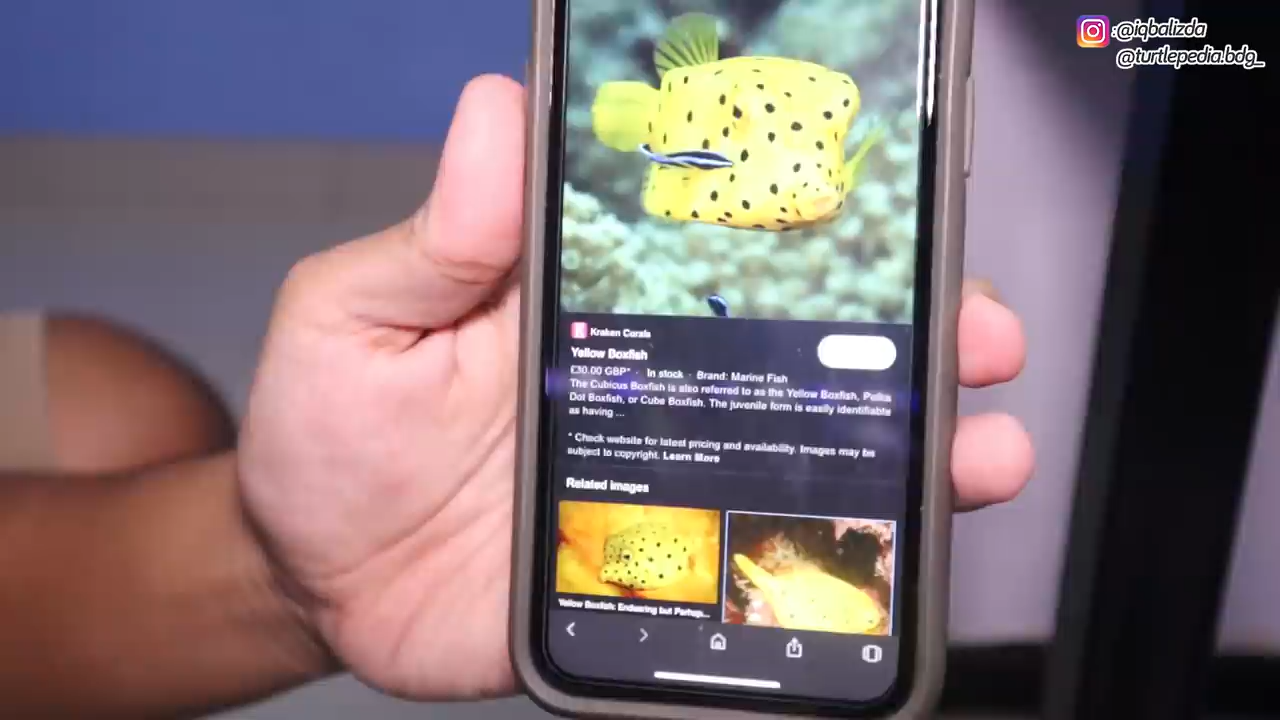 :@iqbalizda
@turtlepedia.bdg_
Kraken Corals
Yellow Boxfish
£30.00 GBP* · In stock · Brand: Marine Fish
The Cubicus Boxfish is also referred to as the Yellow Boxfish, Polka
Dot Boxfish, or Cube Boxfish. The juvenile form is easily identifiable
as having ...
* Check website for latest pricing and availability. Images may be
subject to copyright. Learn More
Related images
Yellow Boxfish: Endearing but Perhap...